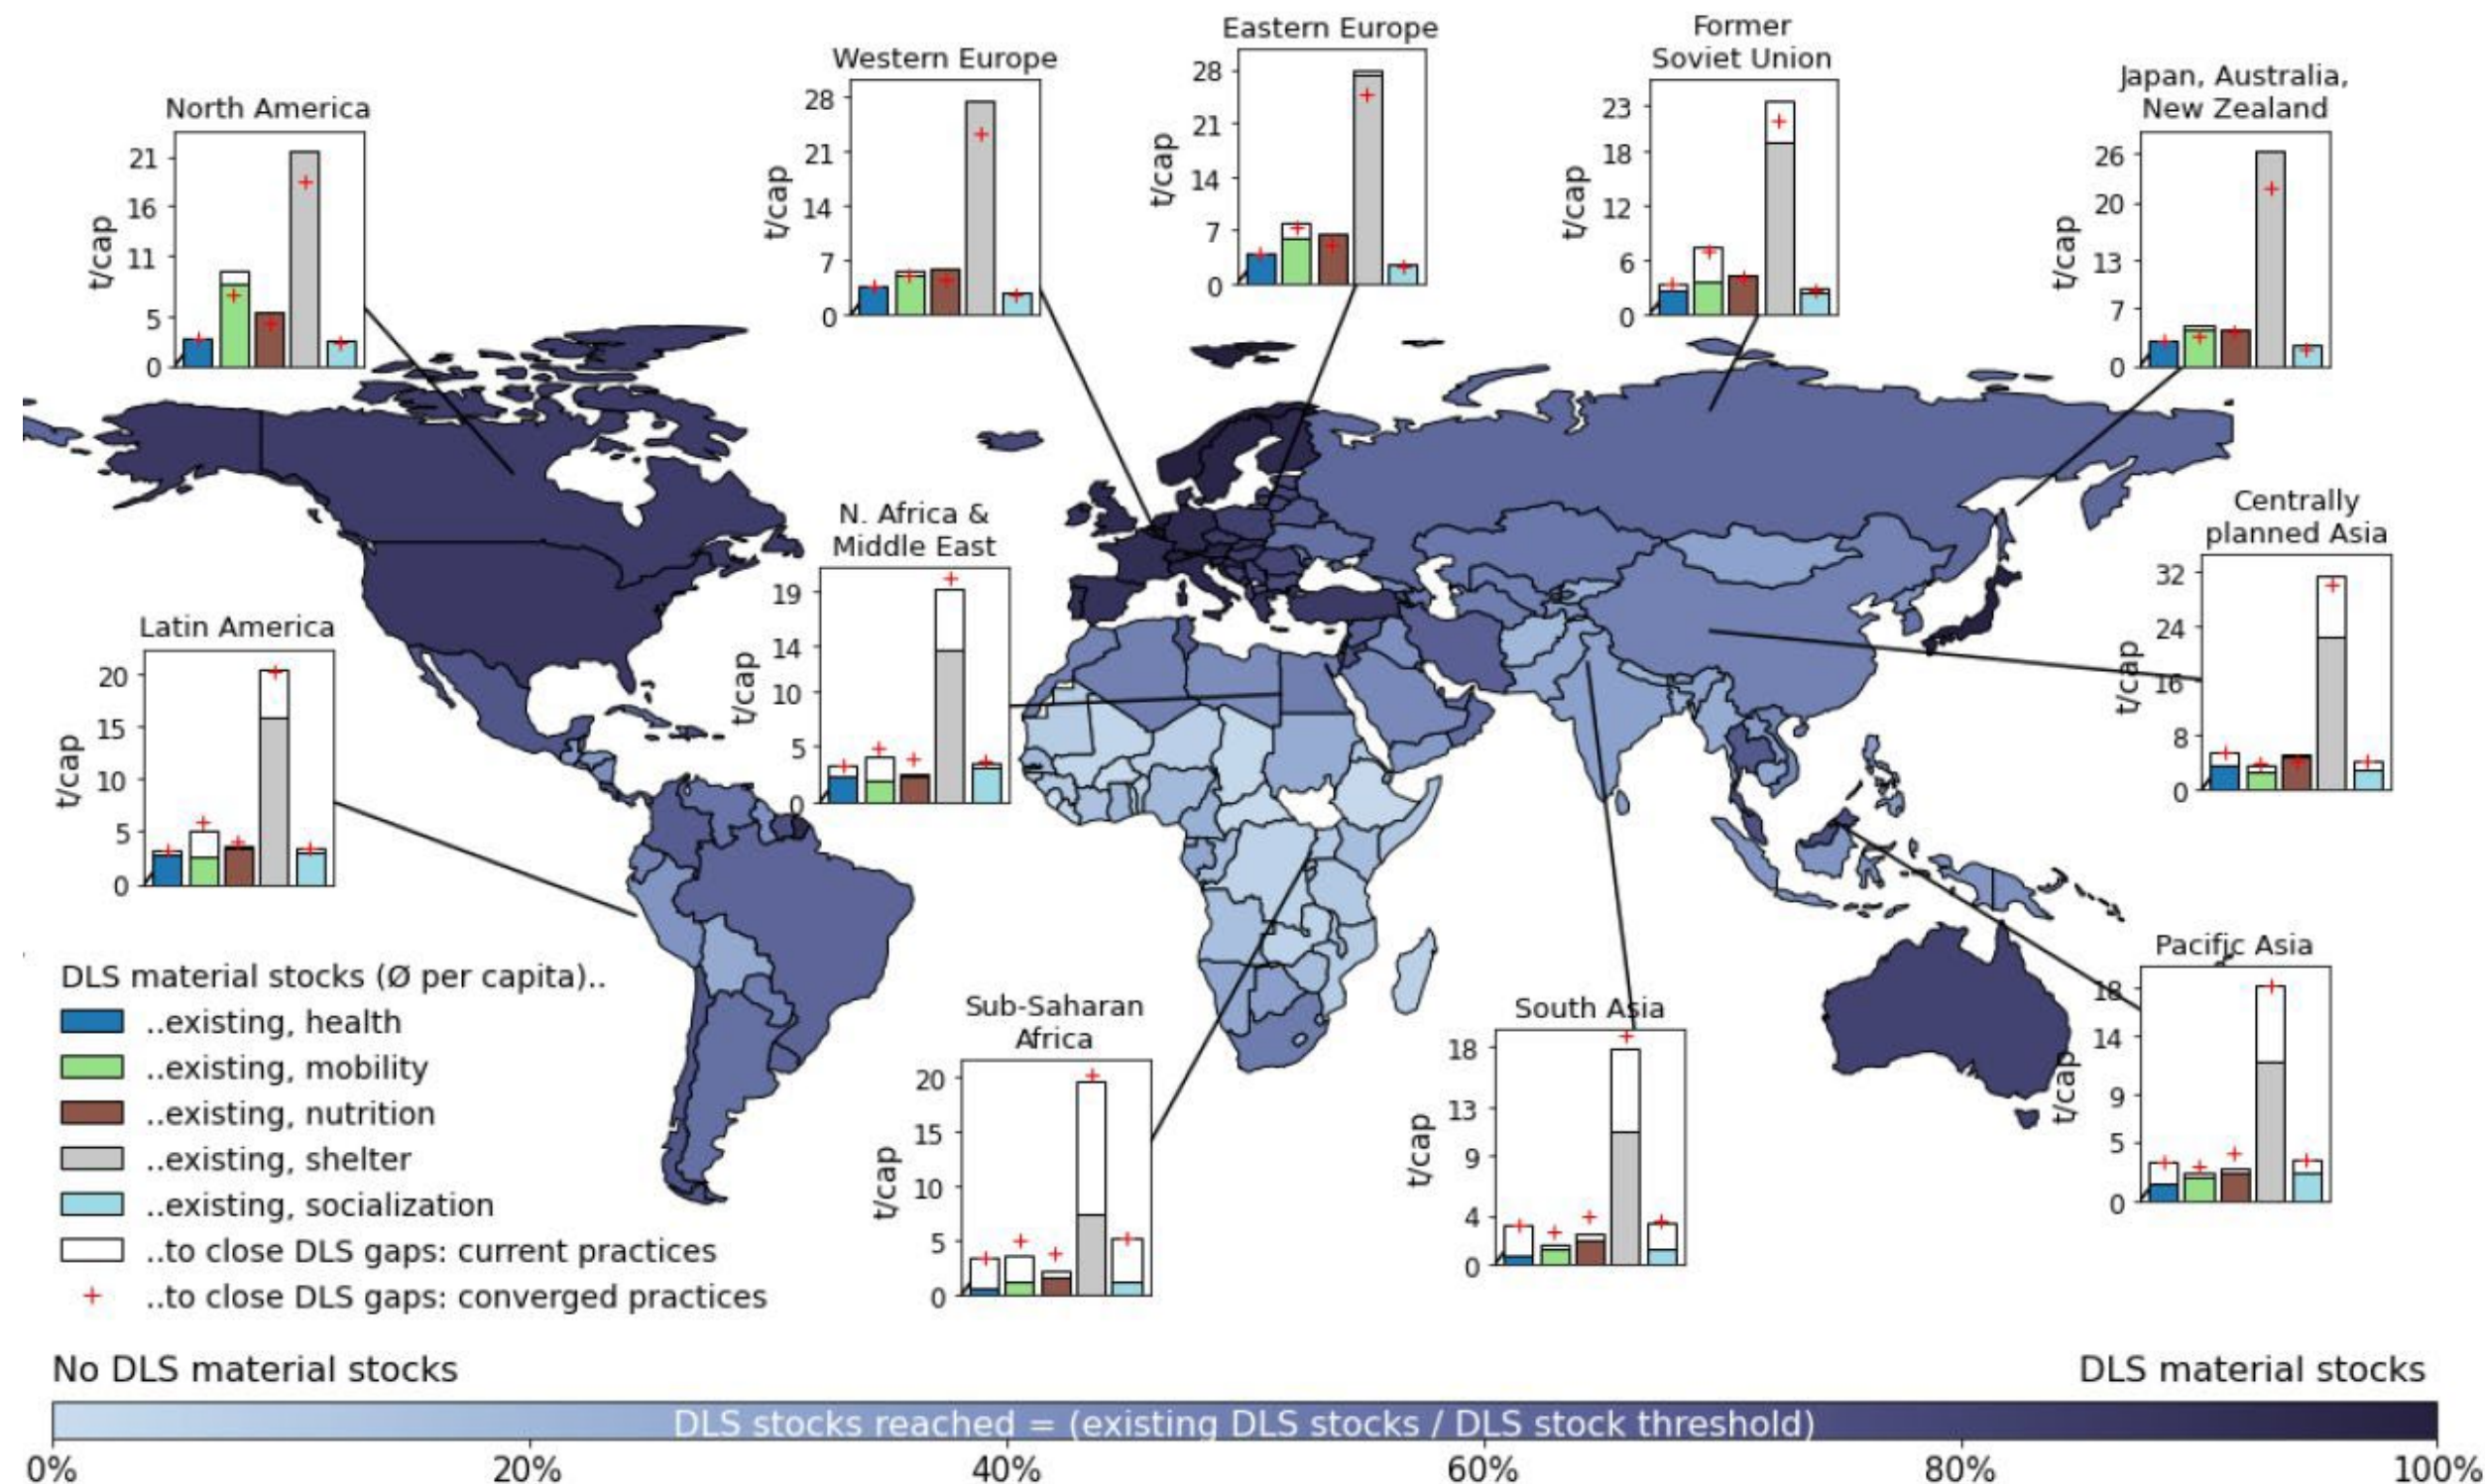 North America
t/cap
21
16
11
5
0
Western Europe
t/cap
28
21
14
7
0
Eastern Europe
t/cap
28
21
14
7
0
Former
Soviet Union
t/cap
23
18
12
6
0
Japan, Australia,
New Zealand
t/cap
26
20
13
7
0
N. Africa &
Middle East
t/cap
19
14
10
5
0
Centrally
planned Asia
t/cap
32
24
16
8
0
Latin America
t/cap
20
15
10
5
0
Sub-Saharan
Africa
t/cap
20
15
10
5
0
South Asia
t/cap
18
13
9
4
0
Pacific Asia
t/cap
18
14
9
5
0
DLS material stocks (Ø per capita)..
..existing, health
..existing, mobility
..existing, nutrition
..existing, shelter
..existing, socialization
..to close DLS gaps: current practices
..to close DLS gaps: converged practices
No DLS material stocks
DLS material stocks
DLS stocks reached = (existing DLS stocks / DLS stock threshold)
0% 20% 40% 60% 80% 100%